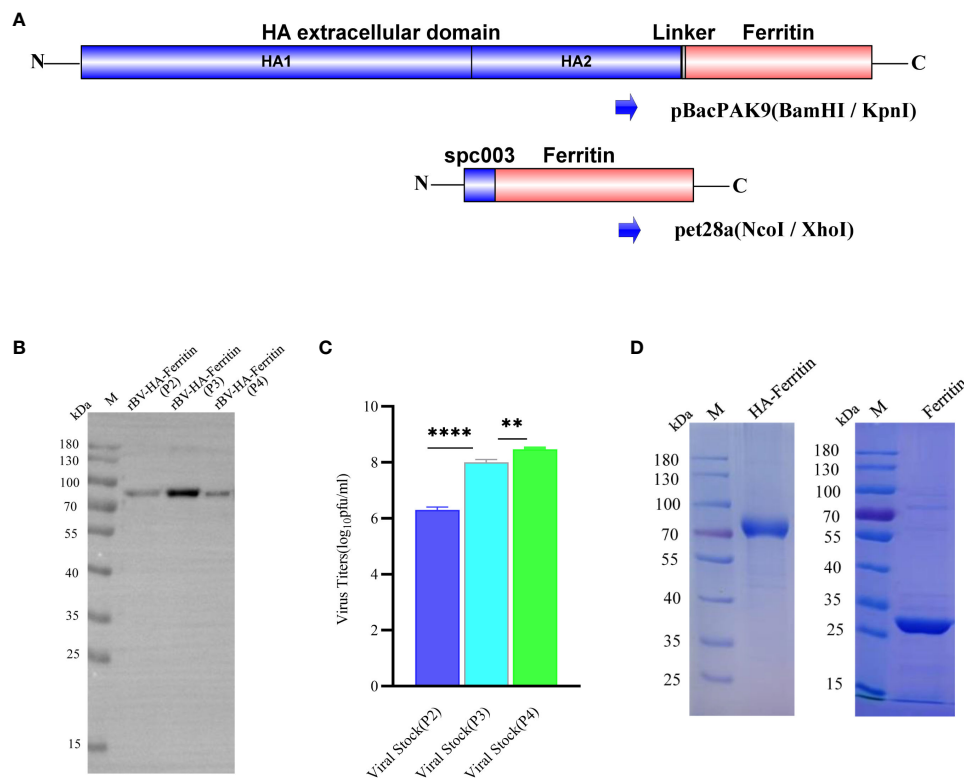 A
HA extracellular domain
Linker
Ferritin
N
HA1
HA2
C
pBacPAK9(BamHI / KpnI)
spc003
Ferritin
N
C
pet28a(NcoI / XhoI)
B
kDa
M
rBV-HA-Ferritin
(P2)
rBV-HA-Ferritin
(P3)
rBV-HA-Ferritin
(P4)
180
130
100
70
55
40
35
25
15
C
Virus Titers(log10pfu/ml)
10
8
6
4
2
0
****
**
Viral Stock(P2)
Viral Stock(P3)
Viral Stock(P4)
D
kDa
M
HA-Ferritin
180
130
100
70
55
40
35
25
kDa
M
Ferritin
180
130
100
70
55
40
35
25
15